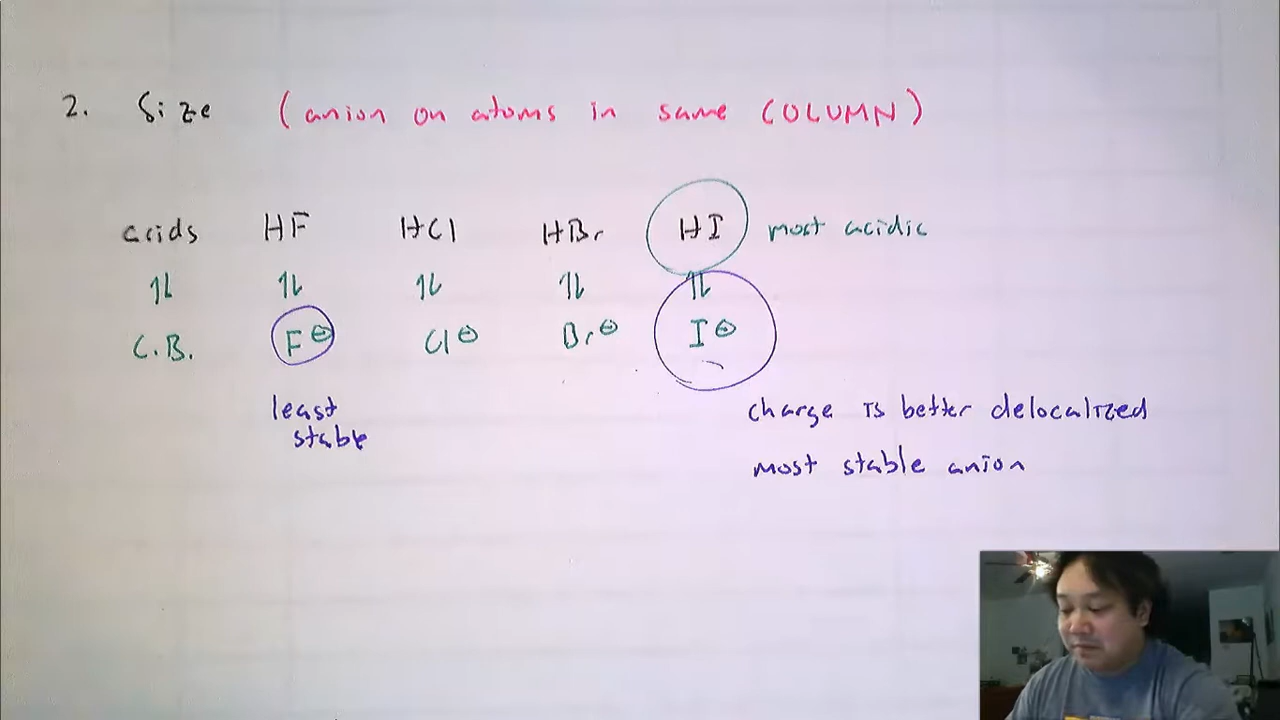 2. Size (anion on atoms in same COLUMN)
acids HF HCl HBr HI most acidic
⇌ ⇌ ⇌ ⇌ ⇌
C.B. F⊖ Cl⊖ Br⊖ I⊖
least
stable
charge is better delocalized
most stable anion